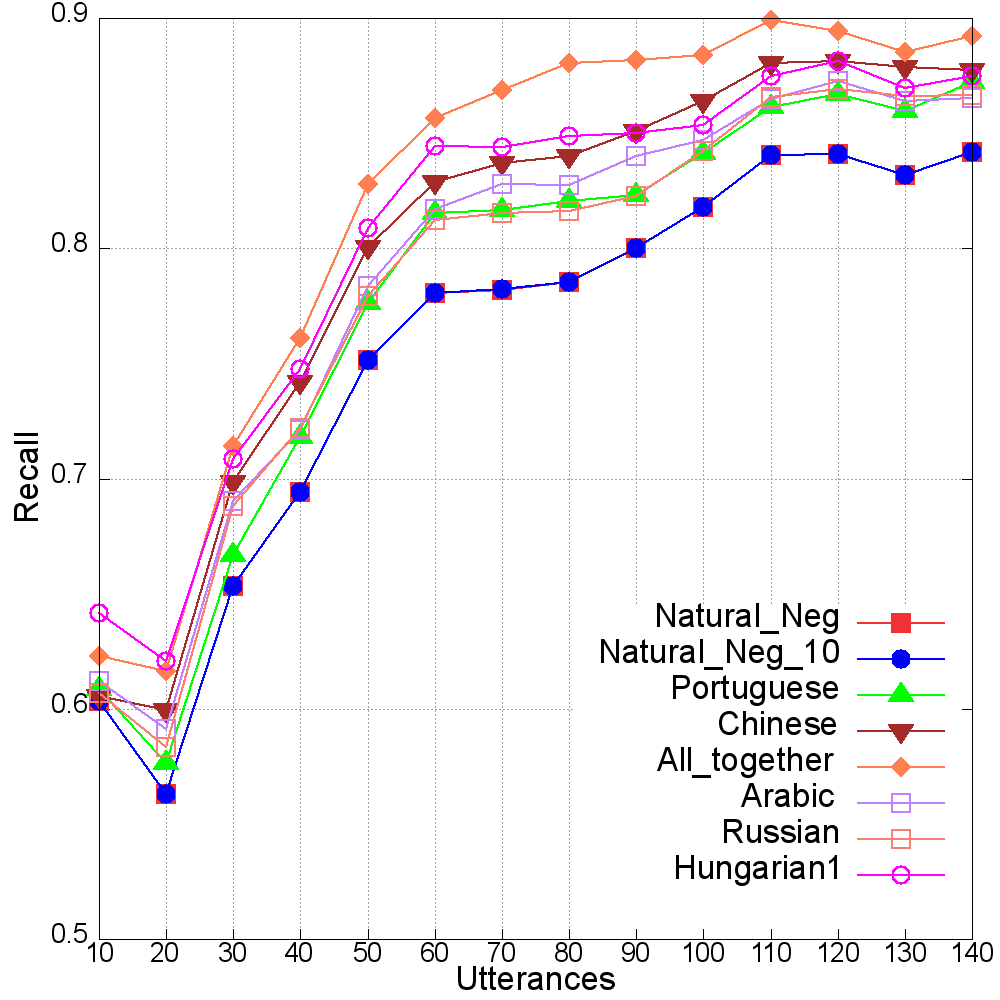 0.9
0.8
0.7
0.6
0.5
Recall
Natural_Neg
Natural_Neg_10
Portuguese
Chinese
All_together
Arabic
Russian
Hungarian1
10 20 30 40 50 60 70 80 90 100 110 120 130 140
Utterances